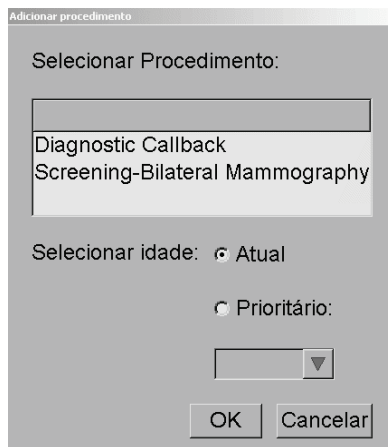 Adicionar procedimento
Selecionar Procedimento:
Diagnostic Callback
Screening-Bilateral Mammography
Selecionar idade: Atual
Prioritário:
OK Cancelar